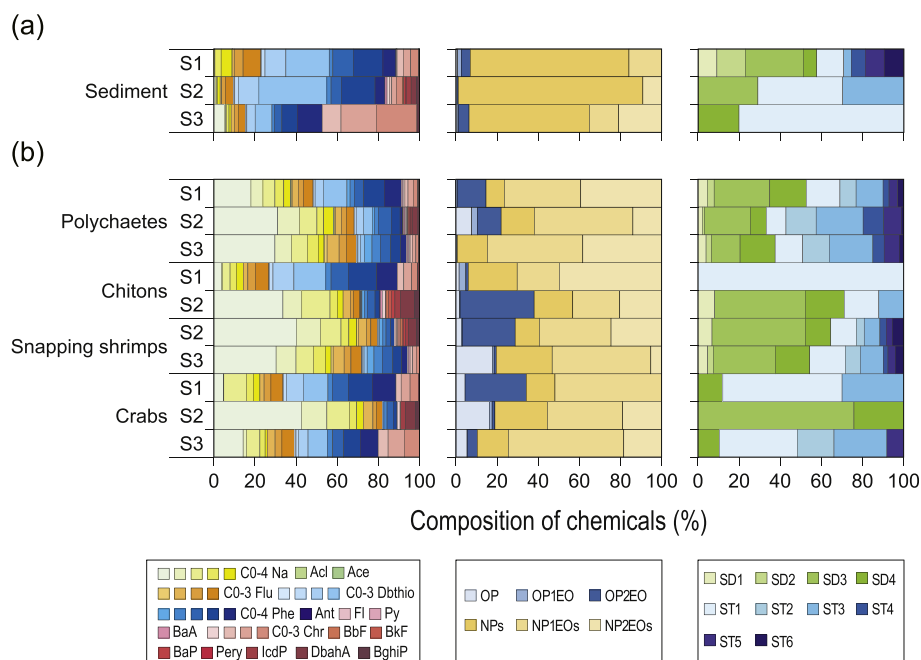 (a)
Sediment
S1
S2
S3
(b)
Polychaetes
S1
S2
S3
Chitons
S1
S2
Snapping shrimps
S2
S3
Crabs
S1
S2
S3
0 20 40 60 80 100
0 20 40 60 80 100
0 20 40 60 80 100
Composition of chemicals (%)
C0-4 Na Acl Ace
C0-3 Flu C0-3 Dbthio
C0-4 Phe Ant Fl Py
BaA C0-3 Chr BbF BkF
BaP Pery IcdP DbahA BghiP
OP OP1EO OP2EO
NPs NP1EOs NP2EOs
SD1 SD2 SD3 SD4
ST1 ST2 ST3 ST4
ST5 ST6